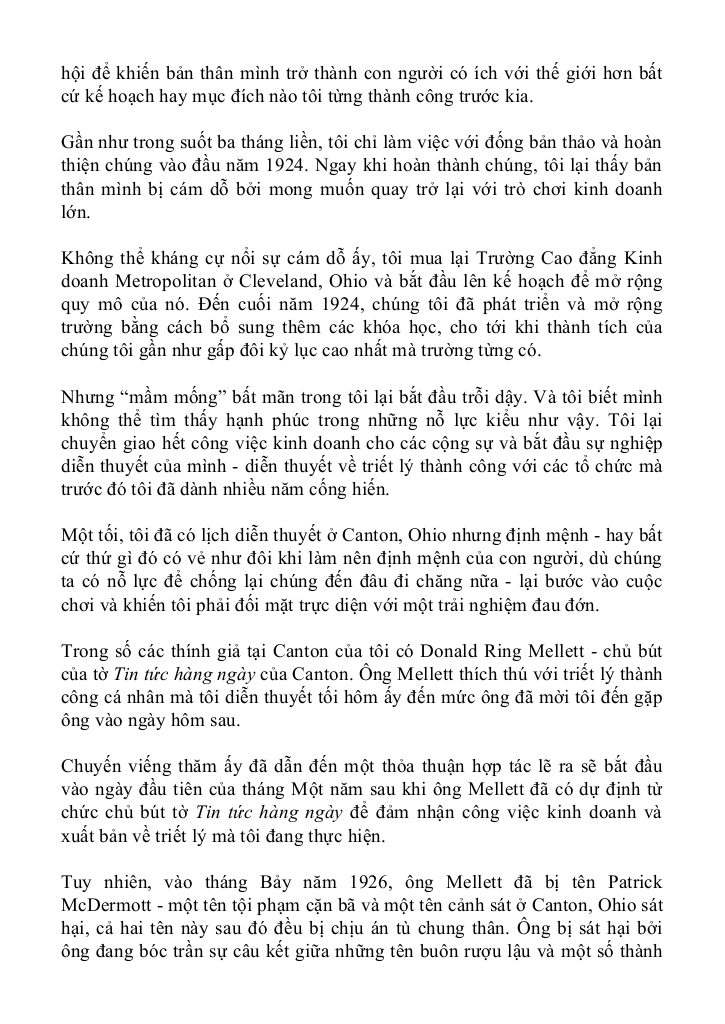 hội để khiến bản thân mình trở thành con người có ích với thế giới hơn bất
cứ kế hoạch hay mục đích nào tôi từng thành công trước kia.
Gần như trong suốt ba tháng liền, tôi chỉ làm việc với đống bản thảo và hoàn
thiện chúng vào đầu năm 1924. Ngay khi hoàn thành chúng, tôi lại thấy bản
thân mình bị cám dỗ bởi mong muốn quay trở lại với trò chơi kinh doanh
lớn.
Không thể kháng cự nổi sự cám dỗ ấy, tôi mua lại Trường Cao đẳng Kinh
doanh Metropolitan ở Cleveland, Ohio và bắt đầu lên kế hoạch để mở rộng
quy mô của nó. Đến cuối năm 1924, chúng tôi đã phát triển và mở rộng
trường bằng cách bổ sung thêm các khóa học, cho tới khi thành tích của
chúng tôi gần như gấp đôi kỷ lục cao nhất mà trường từng có.
Nhưng “mầm mống” bất mãn trong tôi lại bắt đầu trỗi dậy. Và tôi biết mình
không thể tìm thấy hạnh phúc trong những nỗ lực kiểu như vậy. Tôi lại
chuyển giao hết công việc kinh doanh cho các cộng sự và bắt đầu sự nghiệp
diễn thuyết của mình - diễn thuyết về triết lý thành công với các tổ chức mà
trước đó tôi đã dành nhiều năm cống hiến.
Một tối, tôi đã có lịch diễn thuyết ở Canton, Ohio nhưng định mệnh - hay bất
cứ thứ gì đó có vẻ như đôi khi làm nên định mệnh của con người, dù chúng
ta có nỗ lực để chống lại chúng đến đâu đi chăng nữa - lại bước vào cuộc
chơi và khiến tôi phải đối mặt trực diện với một trải nghiệm đau đớn.
Trong số các thính giả tại Canton của tôi có Donald Ring Mellett - chủ bút
của tờ Tin tức hàng ngày của Canton. Ông Mellett thích thú với triết lý thành
công cá nhân mà tôi diễn thuyết tối hôm ấy đến mức ông đã mời tôi đến gặp
ông vào ngày hôm sau.
Chuyến viếng thăm ấy đã dẫn đến một thỏa thuận hợp tác lẽ ra sẽ bắt đầu
vào ngày đầu tiên của tháng Một năm sau khi ông Mellett đã có dự định từ
chức chủ bút tờ Tin tức hàng ngày để đảm nhận công việc kinh doanh và
xuất bản về triết lý mà tôi đang thực hiện.
Tuy nhiên, vào tháng Bảy năm 1926, ông Mellett đã bị tên Patrick
McDermott - một tên tội phạm cặn bã và một tên cảnh sát ở Canton, Ohio sát
hại, cả hai tên này sau đó đều bị chịu án tù chung thân. Ông bị sát hại bởi
ông đang bóc trần sự câu kết giữa những tên buôn rượu lậu và một số thành